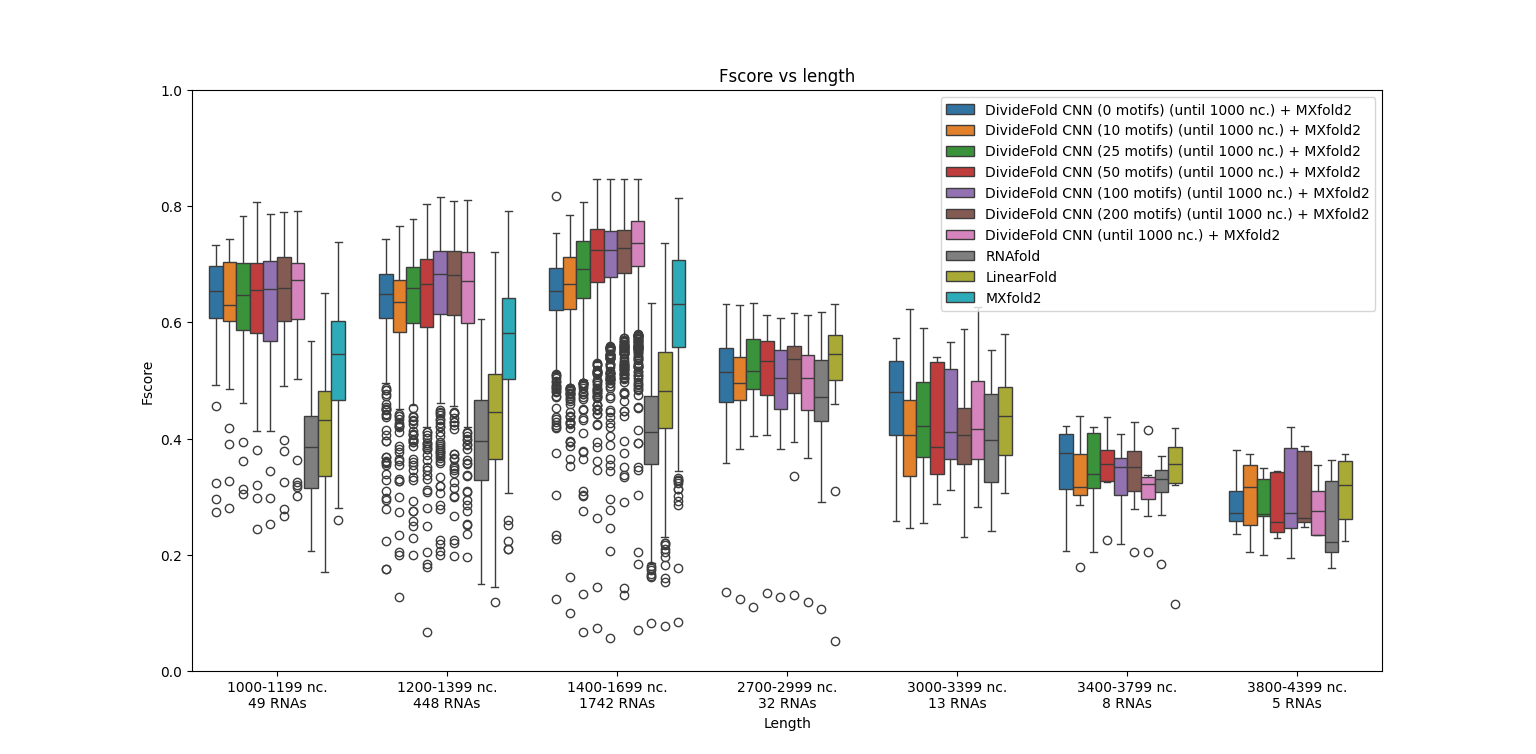 Fscore vs length
1.0
0.8
0.6
0.4
0.2
0.0
Fscore
DivideFold CNN (0 motifs) (until 1000 nc.) + MXfold2
DivideFold CNN (10 motifs) (until 1000 nc.) + MXfold2
DivideFold CNN (25 motifs) (until 1000 nc.) + MXfold2
DivideFold CNN (50 motifs) (until 1000 nc.) + MXfold2
DivideFold CNN (100 motifs) (until 1000 nc.) + MXfold2
DivideFold CNN (200 motifs) (until 1000 nc.) + MXfold2
DivideFold CNN (until 1000 nc.) + MXfold2
RNAfold
LinearFold
MXfold2
1000-1199 nc.
49 RNAs
1200-1399 nc.
448 RNAs
1400-1699 nc.
1742 RNAs
2700-2999 nc.
32 RNAs
3000-3399 nc.
13 RNAs
3400-3799 nc.
8 RNAs
3800-4399 nc.
5 RNAs
Length